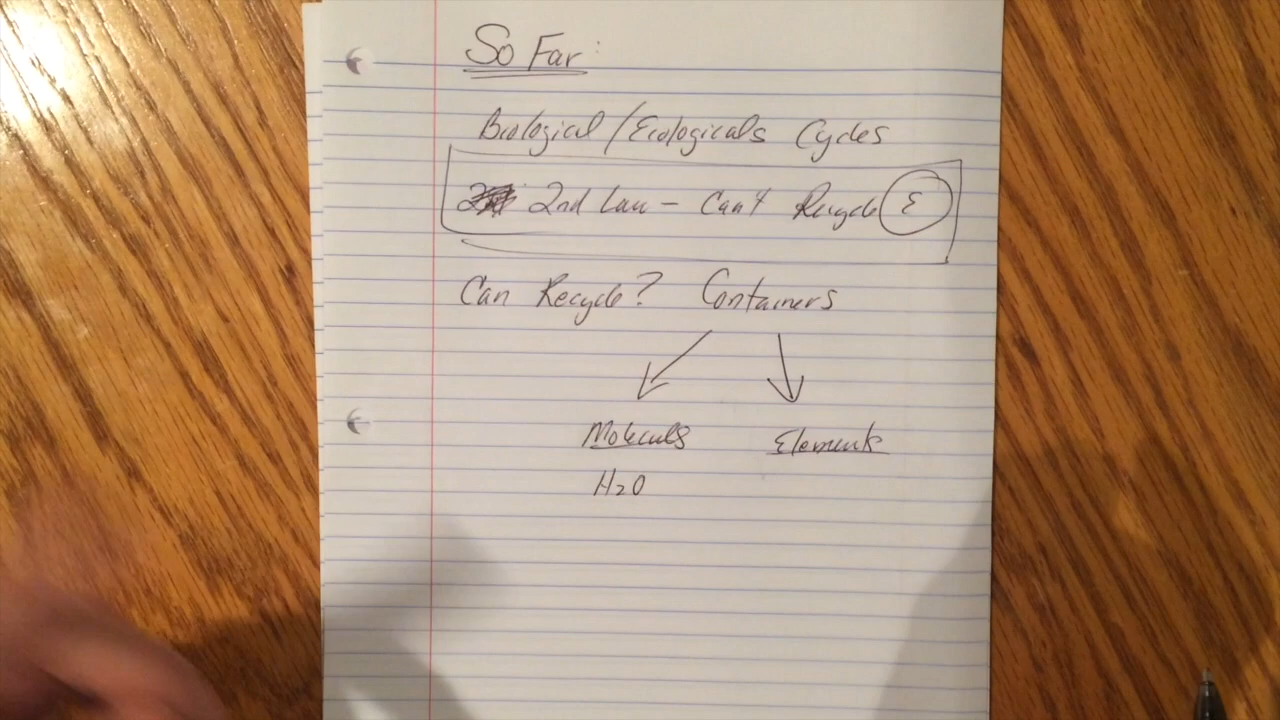 So Far:
Biological/Ecologicals Cycles
2nd Law - Can't Recycle E
Can Recycle? Containers
Molecules Elements
H2O